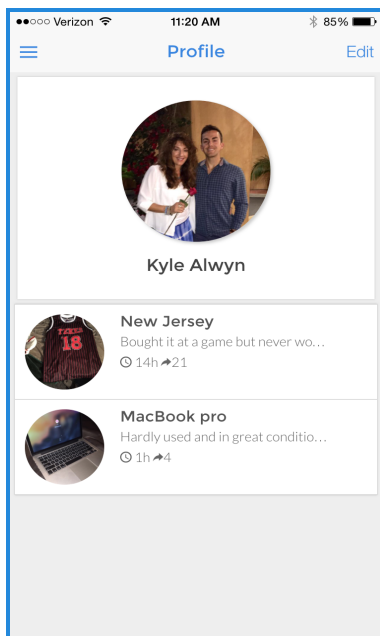 Verizon 11:20 AM 85%
Profile Edit
Kyle Alwyn
New Jersey
Bought it at a game but never wo...
14h 21
18
MacBook pro
Hardly used and in great conditio...
1h 4